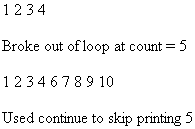 1 2 3 4
Broke out of loop at count = 5
1 2 3 4 6 7 8 9 10
Used continue to skip printing 5